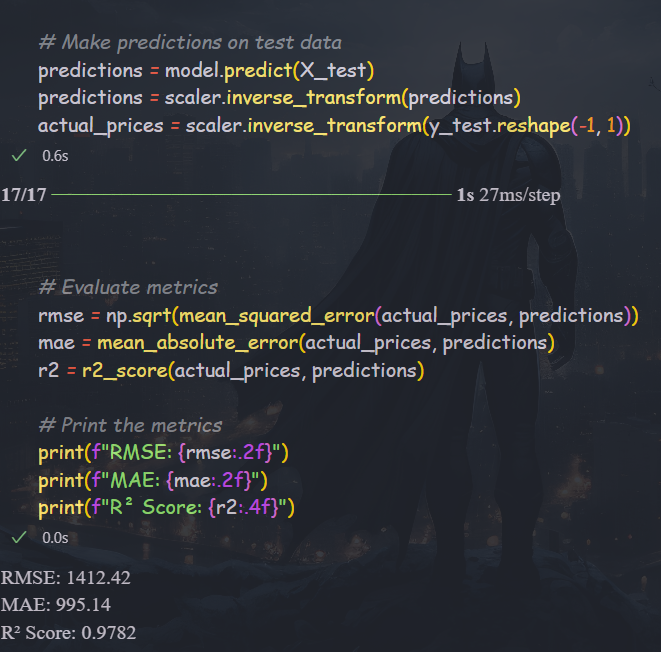 # Make predictions on test data
predictions = model.predict(X_test)
predictions = scaler.inverse_transform(predictions)
actual_prices = scaler.inverse_transform(y_test.reshape(-1, 1))
0.6s
17/17 1s 27ms/step
# Evaluate metrics
rmse = np.sqrt(mean_squared_error(actual_prices, predictions))
mae = mean_absolute_error(actual_prices, predictions)
r2 = r2_score(actual_prices, predictions)
# Print the metrics
print(f"RMSE: {rmse:.2f}")
print(f"MAE: {mae:.2f}")
print(f"R² Score: {r2:.4f}")
0.0s
RMSE: 1412.42
MAE: 995.14
R² Score: 0.9782